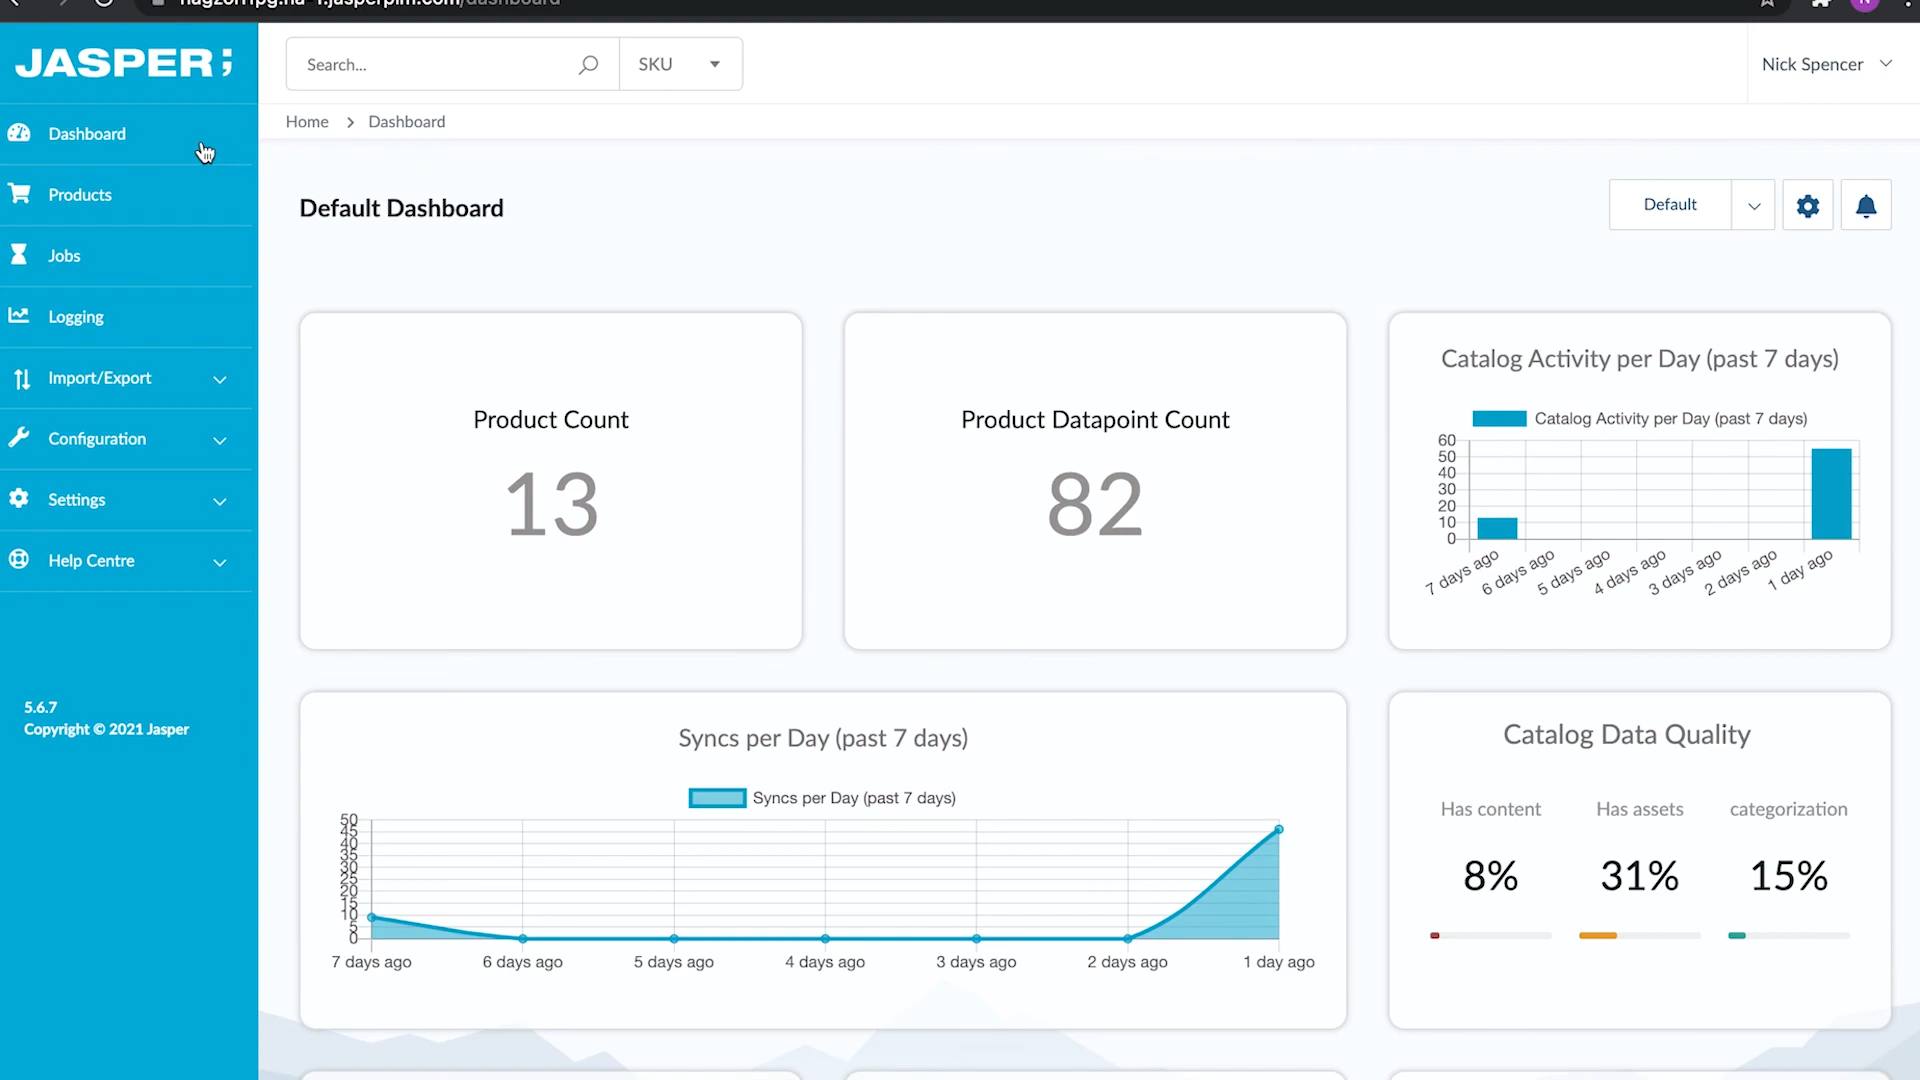 JASPER;
Search...
SKU
Nick Spencer
Home > Dashboard
Dashboard
Products
Jobs
Logging
Import/Export
Configuration
Settings
Help Centre
5.6.7
Copyright © 2021 Jasper
Default Dashboard
Default
Product Count
13
Product Datapoint Count
82
Catalog Activity per Day (past 7 days)
Catalog Activity per Day (past 7 days)
60
50
40
30
20
10
0
7 days ago
6 days ago
5 days ago
4 days ago
3 days ago
2 days ago
1 day ago
Syncs per Day (past 7 days)
Syncs per Day (past 7 days)
50
45
40
35
30
25
20
15
10
5
0
7 days ago
6 days ago
5 days ago
4 days ago
3 days ago
2 days ago
1 day ago
Catalog Data Quality
Has content
Has assets
categorization
8%
31%
15%